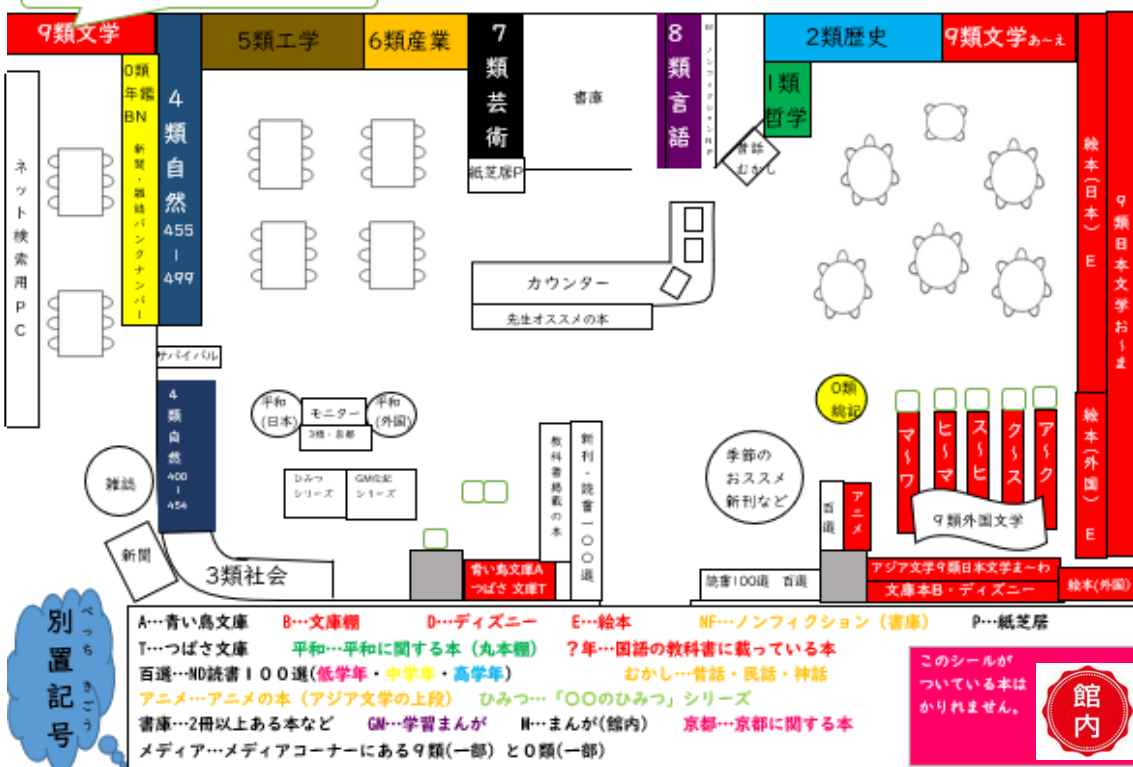 9類文学
5類工学
6類産業
7類芸術
書庫
8類言語
M ノンフィクションNF
2類歴史
9類文学あ~え
1類哲学
昔話
むかし
0類
年鑑
BN
新聞・雑誌バックナンバー
4類自然
455
|
499
ネット検索用PC
紙芝居P
カウンター
先生オススメの本
絵本(日本) E
9類日本文学お~ま
サバイバル
4類自然
400
|
454
平和
(日本)
モニター
平和
(外国)
ひみつ
シリーズ
GM伝記
シリーズ
教科書掲載の本
新刊・読書100選
雑誌
新聞
3類社会
青い鳥文庫A
つばさ文庫T
0類
総記
季節の
おススメ
新刊など
マ~ワ
ヒ~マ
ス~ヒ
ク~ス
ア~ク
9類外国文学
絵本(外国) E
百選
アニメ
読書100選 百選
アジア文学9類日本文学ま~わ
文庫本B・ディズニー
絵本(外国)
別置記号
べっち きごう
A…青い鳥文庫 B…文庫棚 D…ディズニー E…絵本 NF…ノンフィクション(書庫) P…紙芝居
T…つばさ文庫 平和…平和に関する本(丸本棚) ?年…国語の教科書に載っている本
百選…ND読書100選(低学年・中学年・高学年) むかし…昔話・民話・神話
アニメ…アニメの本(アジア文学の上段) ひみつ…「〇〇のひみつ」シリーズ
書庫…2冊以上ある本など GM…学習まんが M…まんが(館内) 京都…京都に関する本
メディア…メディアコーナーにある9類(一部)と0類(一部)
このシールが
ついている本は
かりれません。
館内